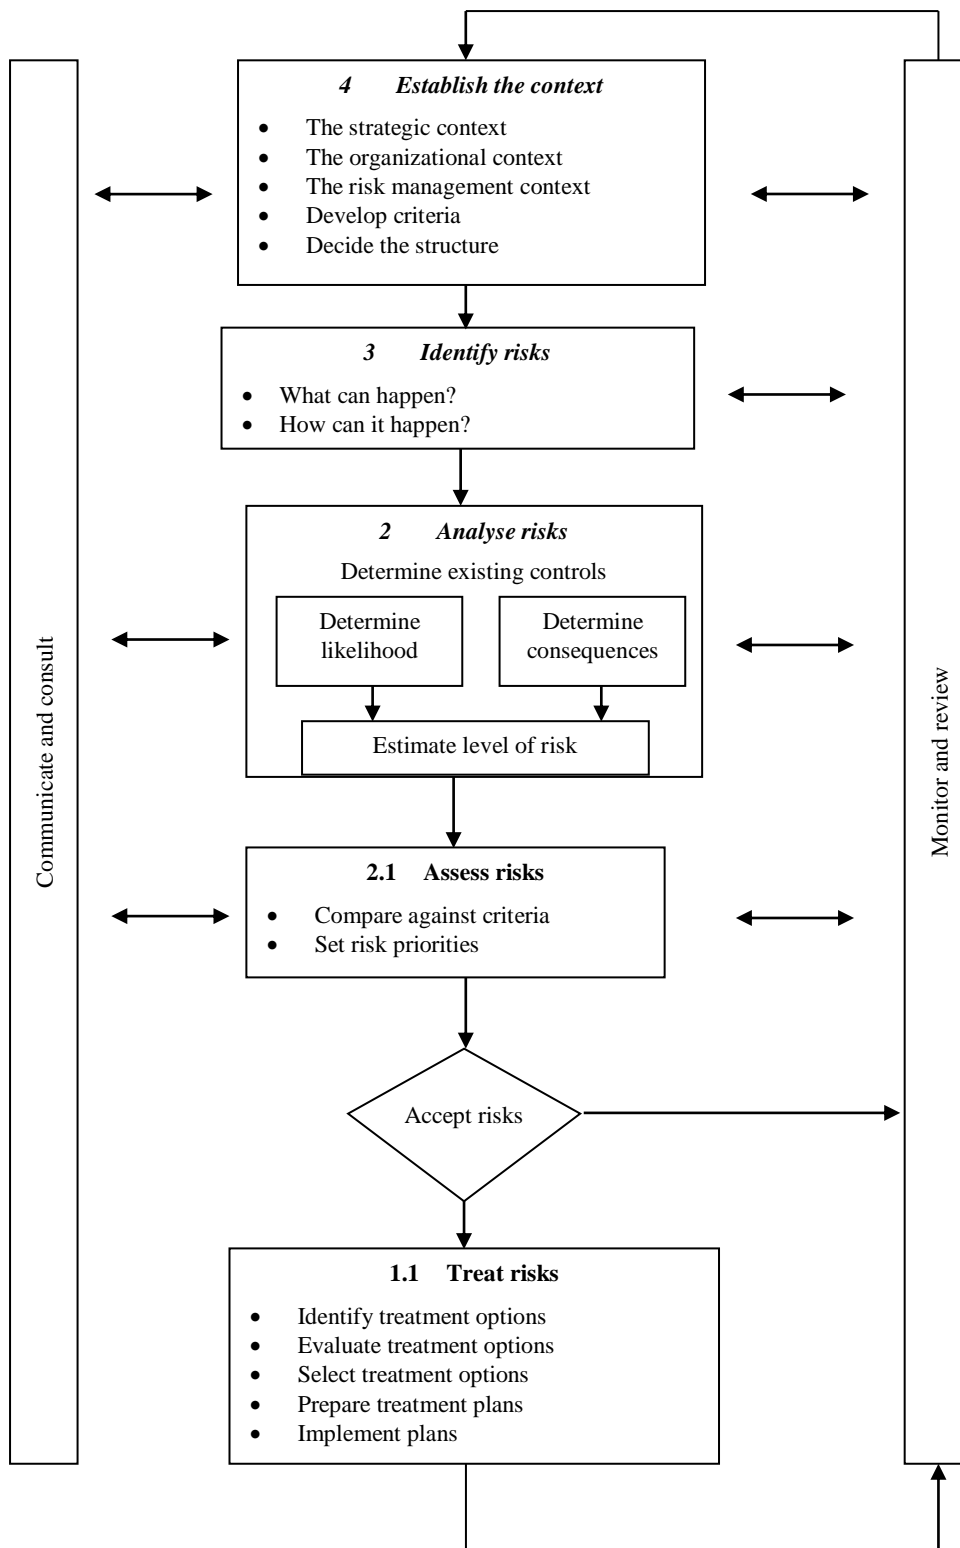 4 Establish the context
• The strategic context
• The organizational context
• The risk management context
• Develop criteria
• Decide the structure
3 Identify risks
• What can happen?
• How can it happen?
2 Analyse risks
Determine existing controls
Determine
likelihood
Determine
consequences
Estimate level of risk
2.1 Assess risks
• Compare against criteria
• Set risk priorities
Accept risks
1.1 Treat risks
• Identify treatment options
• Evaluate treatment options
• Select treatment options
• Prepare treatment plans
• Implement plans
Communicate and consult
Monitor and review